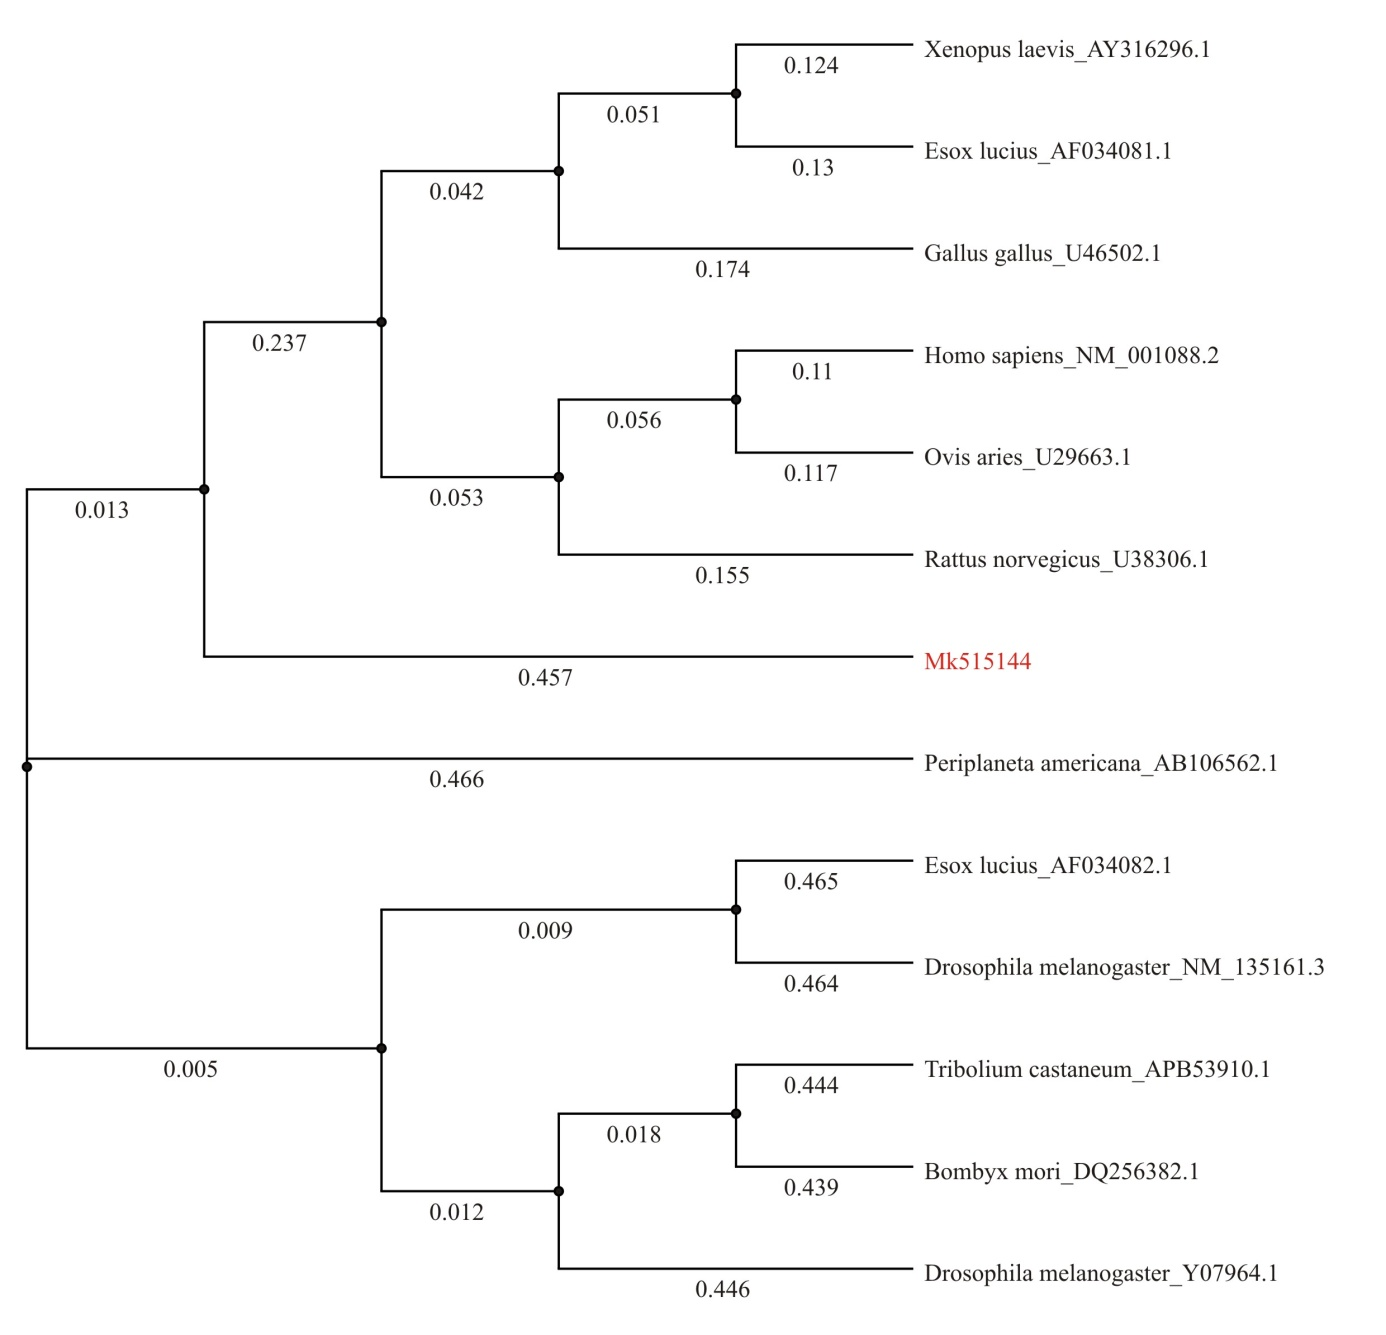 Xenopus laevis_AY316296.1
0.124
0.051
Esox lucius_AF034081.1
0.13
0.042
Gallus gallus_U46502.1
0.174
0.237
Homo sapiens_NM_001088.2
0.11
0.056
Ovis aries_U29663.1
0.117
0.053
0.013
Rattus norvegicus_U38306.1
0.155
Mk515144
0.457
Periplaneta americana_AB106562.1
0.466
Esox lucius_AF034082.1
0.465
0.009
Drosophila melanogaster_NM_135161.3
0.464
0.005
Tribolium castaneum_APB53910.1
0.444
0.018
Bombyx mori_DQ256382.1
0.439
0.012
Drosophila melanogaster_Y07964.1
0.446